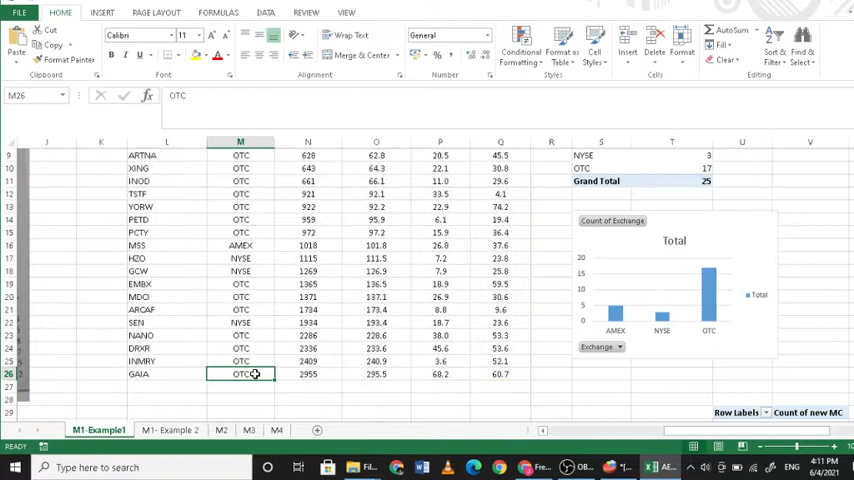 FILE HOME INSERT PAGE LAYOUT FORMULAS DATA REVIEW VIEW
Cut
Copy
Format Painter
Paste
Clipboard
Calibri 11
B I U
Font
Wrap Text
Merge & Center
Alignment
General
Number
Conditional Formatting
Format as Table
Cell Styles
Styles
Insert Delete Format
Cells
AutoSum
Fill
Clear
Sort & Filter
Find & Select
Editing
M26 fx OTC
J K L M N O P Q R S T U V
9 ARTNA OTC 628 62.8 20.5 45.5 NYSE 3
10 XING OTC 643 64.3 22.1 30.8 OTC 17
11 INOD OTC 661 66.1 11.0 29.6 Grand Total 25
12 TSTF OTC 921 92.1 33.5 4.1
13 YORW OTC 922 92.2 22.9 74.2
14 PETD OTC 959 95.9 6.1 19.4
15 PCTY OTC 972 97.2 15.9 36.4
16 MSS AMEX 1018 101.8 26.8 37.6
17 HZO NYSE 1115 111.5 7.2 23.8
18 GCW NYSE 1269 126.9 7.9 25.8
19 EMBX OTC 1365 136.5 18.9 59.5
20 MDCI OTC 1371 137.1 26.9 30.6
21 ARCAF OTC 1734 173.4 8.8 9.6
22 SEN NYSE 1934 193.4 18.7 23.6
23 NANO OTC 2286 228.6 38.0 53.3
24 DRXR OTC 2336 233.6 45.6 53.6
25 INMRY OTC 2409 240.9 3.6 52.1
26 GAIA OTC 2955 295.5 68.2 60.7
27
28
29
Count of Exchange
Total
20
15
10
5
0
AMEX NYSE OTC
Total
Exchange
Row Labels Count of new MC
M1-Example1 M1- Example 2 M2 M3 M4
READY
Type here to search
Fil...
Fre...
OB...
AE...
ENG
4:11 PM
6/4/2021